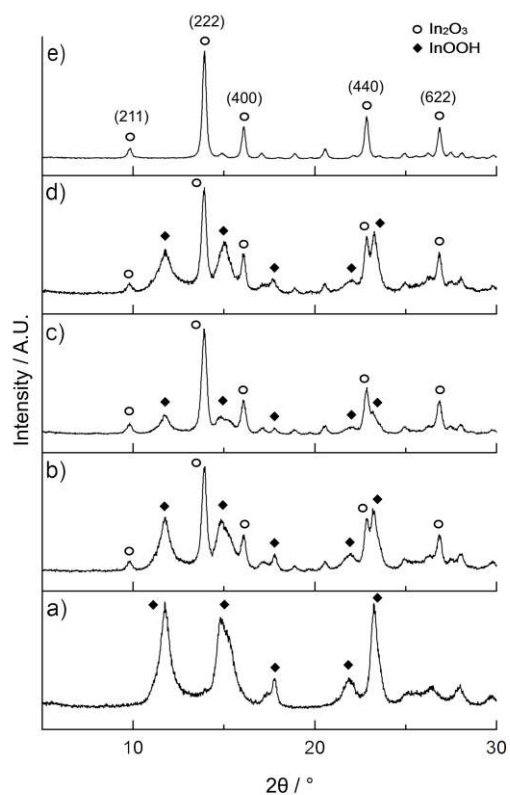 ○ In₂O₃
◆ InOOH
e)
(211)
(222)
(400)
(440)
(622)
d)
c)
b)
a)
Intensity / A.U.
10
20
30
2θ / °